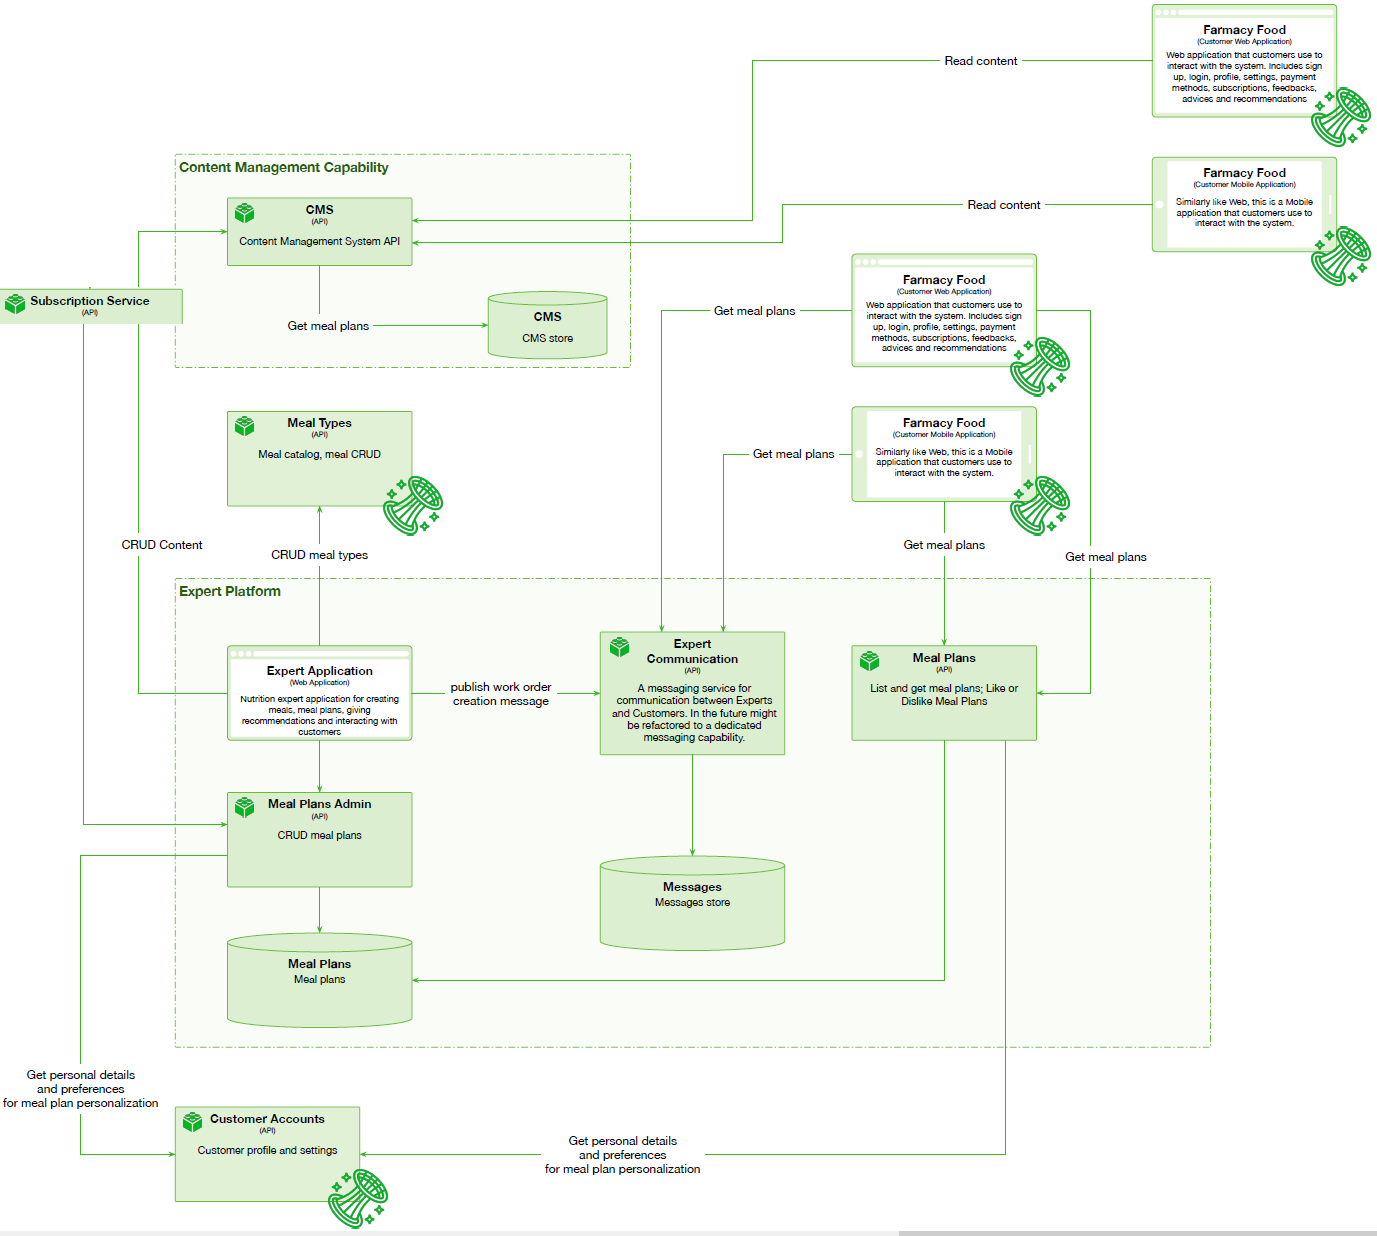 Farmacy Food
(Customer Web Application)
Web application that customers use to
interact with the system. Includes sign
up, login, profile, settings, payment
methods, subscriptions, feedbacks,
advices and recommendations
Read content
Farmacy Food
(Customer Mobile Application)
Similarly like Web, this is a Mobile
application that customers use to
interact with the system.
Read content
Content Management Capability
CMS
(API)
Content Management System API
Subscription Service
(API)
Get meal plans
CMS
CMS store
Farmacy Food
(Customer Web Application)
Web application that customers use to
interact with the system. Includes sign
up, login, profile, settings, payment
methods, subscriptions, feedbacks,
advices and recommendations
Get meal plans
Meal Types
(API)
Meal catalog, meal CRUD
Farmacy Food
(Customer Mobile Application)
Similarly like Web, this is a Mobile
application that customers use to
interact with the system.
Get meal plans
CRUD Content
CRUD meal types
Get meal plans
Get meal plans
Expert Platform
Expert Application
(Web Application)
Nutrition expert application for creating
meals, meal plans, giving
recommendations and interacting with
customers
publish work order
creation message
Expert
Communication
(API)
A messaging service for
communication between Experts
and Customers. In the future might
be refactored to a dedicated
messaging capability.
Meal Plans
(API)
List and get meal plans; Like or
Dislike Meal Plans
Meal Plans Admin
(API)
CRUD meal plans
Messages
Messages store
Meal Plans
Meal plans
Get personal details
and preferences
for meal plan personalization
Customer Accounts
(API)
Customer profile and settings
Get personal details
and preferences
for meal plan personalization